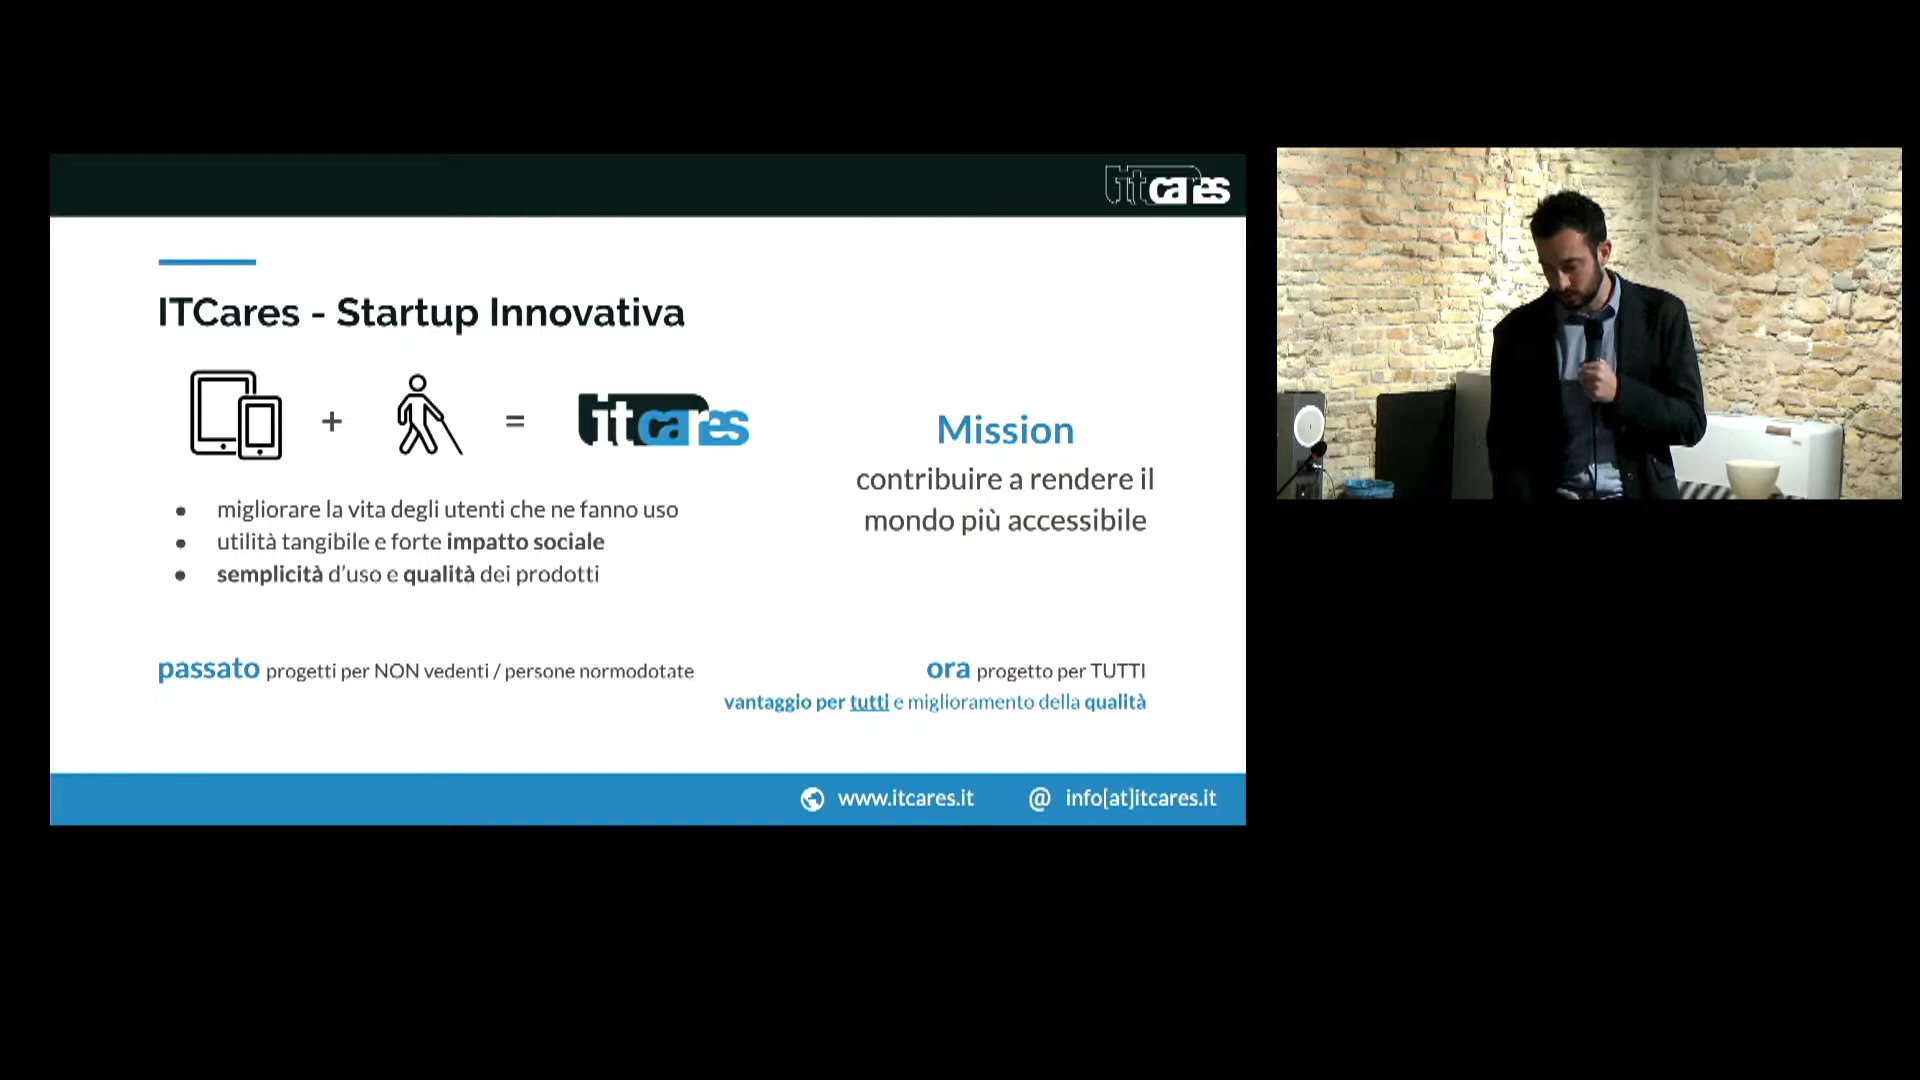 itcares
ITCares - Startup Innovativa
+ = itcares
migliorare la vita degli utenti che ne fanno uso
utilità tangibile e forte impatto sociale
semplicità d'uso e qualità dei prodotti
Mission
contribuire a rendere il
mondo più accessibile
passato progetti per NON vedenti / persone normodotate
ora progetto per TUTTI
vantaggio per tutti e miglioramento della qualità
www.itcares.it
@ info[at]itcares.it